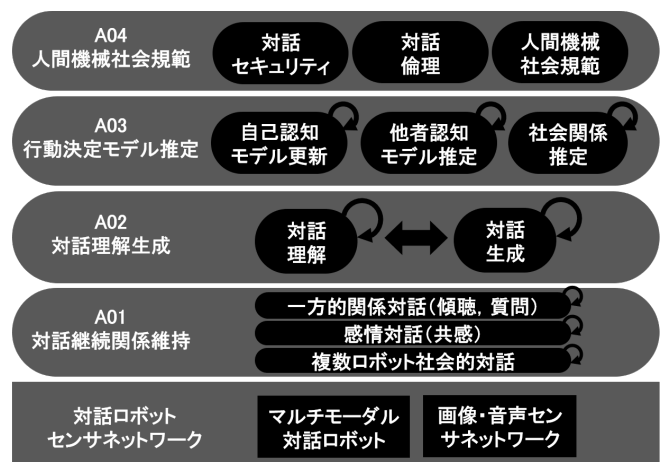 A04
人間機械社会規範
対話
セキュリティ
対話
倫理
人間機械
社会規範
A03
行動決定モデル推定
自己認知
モデル更新
他者認知
モデル推定
社会関係
推定
A02
対話理解生成
対話
理解
対話
生成
A01
対話継続関係維持
一方的関係対話(傾聴, 質問)
感情対話(共感)
複数ロボット社会的対話
対話ロボット
センサネットワーク
マルチモーダル
対話ロボット
画像・音声セン
サネットワーク